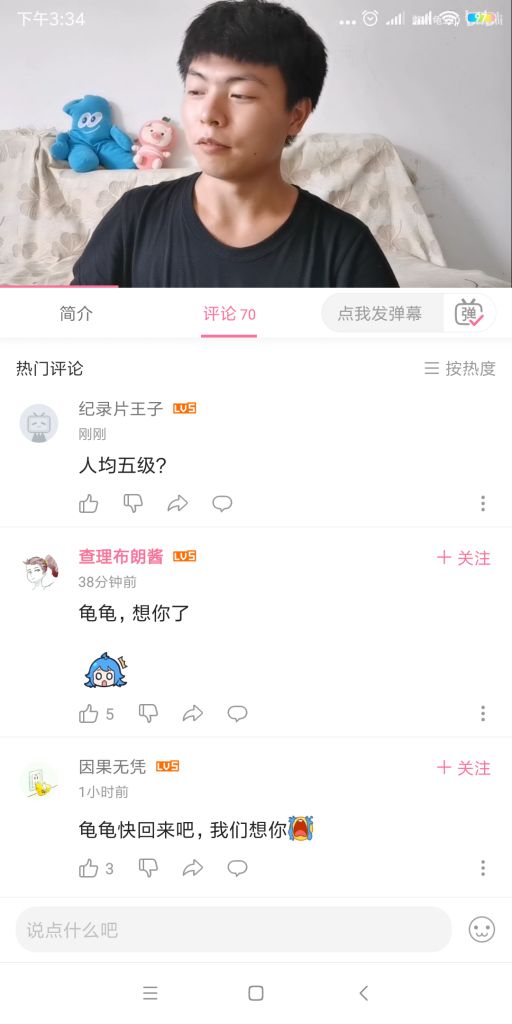 下午3:34
简介
评论 70
点我发弹幕
弹
热门评论
按热度
纪录片王子 LV5
刚刚
人均五级?
查理布朗酱 LV5
+ 关注
38分钟前
龟龟,想你了
5
因果无凭 LV5
+ 关注
1小时前
龟龟快回来吧,我们想你
3
说点什么吧